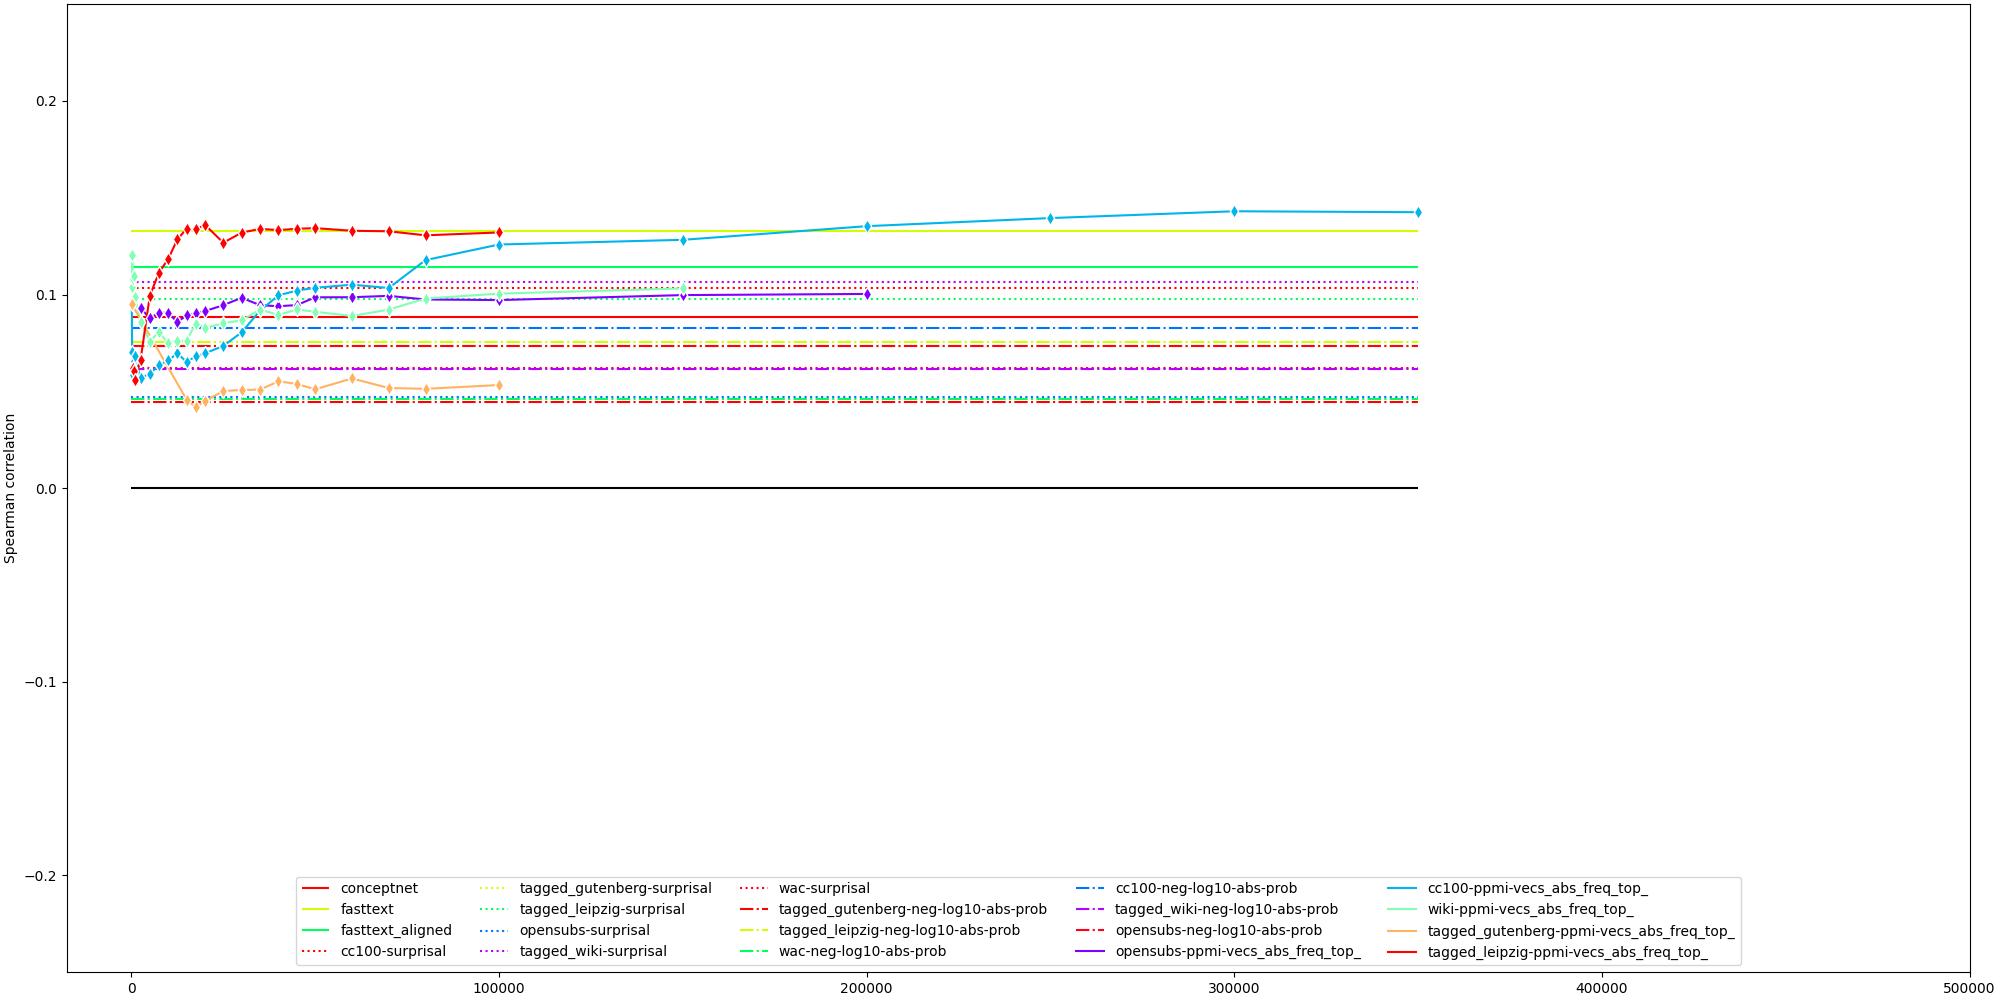 0.2
0.1
0.0
−0.1
−0.2
Spearman correlation
conceptnet
fasttext
fasttext_aligned
cc100-surprisal
tagged_gutenberg-surprisal
tagged_leipzig-surprisal
opensubs-surprisal
tagged_wiki-surprisal
wac-surprisal
tagged_gutenberg-neg-log10-abs-prob
tagged_leipzig-neg-log10-abs-prob
wac-neg-log10-abs-prob
cc100-neg-log10-abs-prob
tagged_wiki-neg-log10-abs-prob
opensubs-neg-log10-abs-prob
opensubs-ppmi-vecs_abs_freq_top_
cc100-ppmi-vecs_abs_freq_top_
wiki-ppmi-vecs_abs_freq_top_
tagged_gutenberg-ppmi-vecs_abs_freq_top_
tagged_leipzig-ppmi-vecs_abs_freq_top_
0 100000 200000 300000 400000 500000